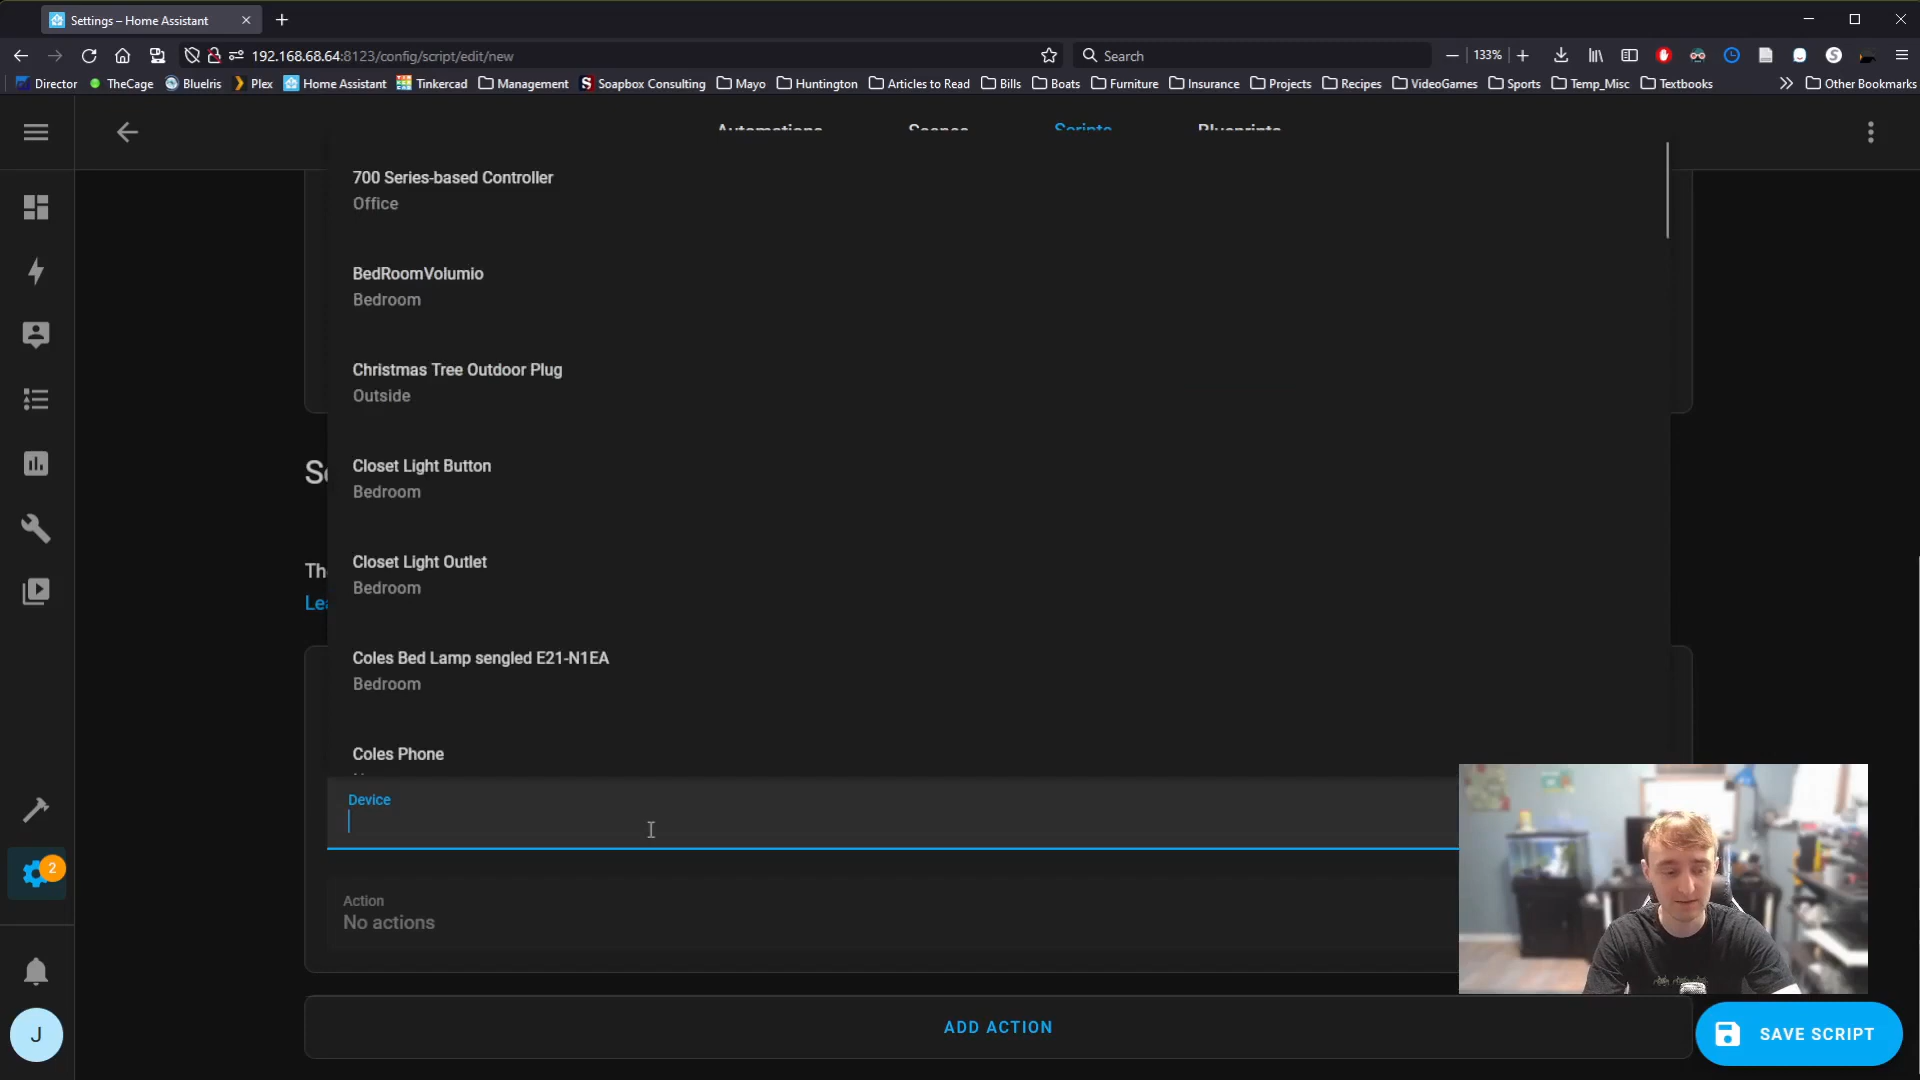 Settings – Home Assistant
192.168.68.64:8123/config/script/edit/new
Search
133%
Director
TheCage
BlueIris
Plex
Home Assistant
Tinkercad
Management
Soapbox Consulting
Mayo
Huntington
Articles to Read
Bills
Boats
Furniture
Insurance
Projects
Recipes
VideoGames
Sports
Temp_Misc
Textbooks
Other Bookmarks
Automations
Scenes
Scripts
Blueprints
700 Series-based Controller
Office
BedRoomVolumio
Bedroom
Christmas Tree Outdoor Plug
Outside
Closet Light Button
Bedroom
Closet Light Outlet
Bedroom
Coles Bed Lamp sengled E21-N1EA
Bedroom
Coles Phone
Device
Action
No actions
ADD ACTION
SAVE SCRIPT
2
J